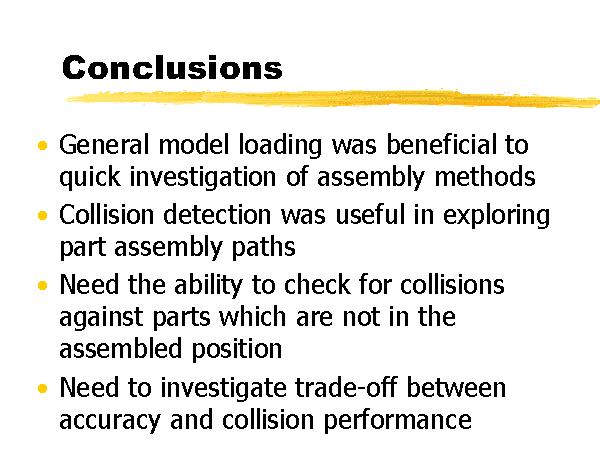 Conclusions
• General model loading was beneficial to
quick investigation of assembly methods
• Collision detection was useful in exploring
part assembly paths
• Need the ability to check for collisions
against parts which are not in the
assembled position
• Need to investigate trade-off between
accuracy and collision performance